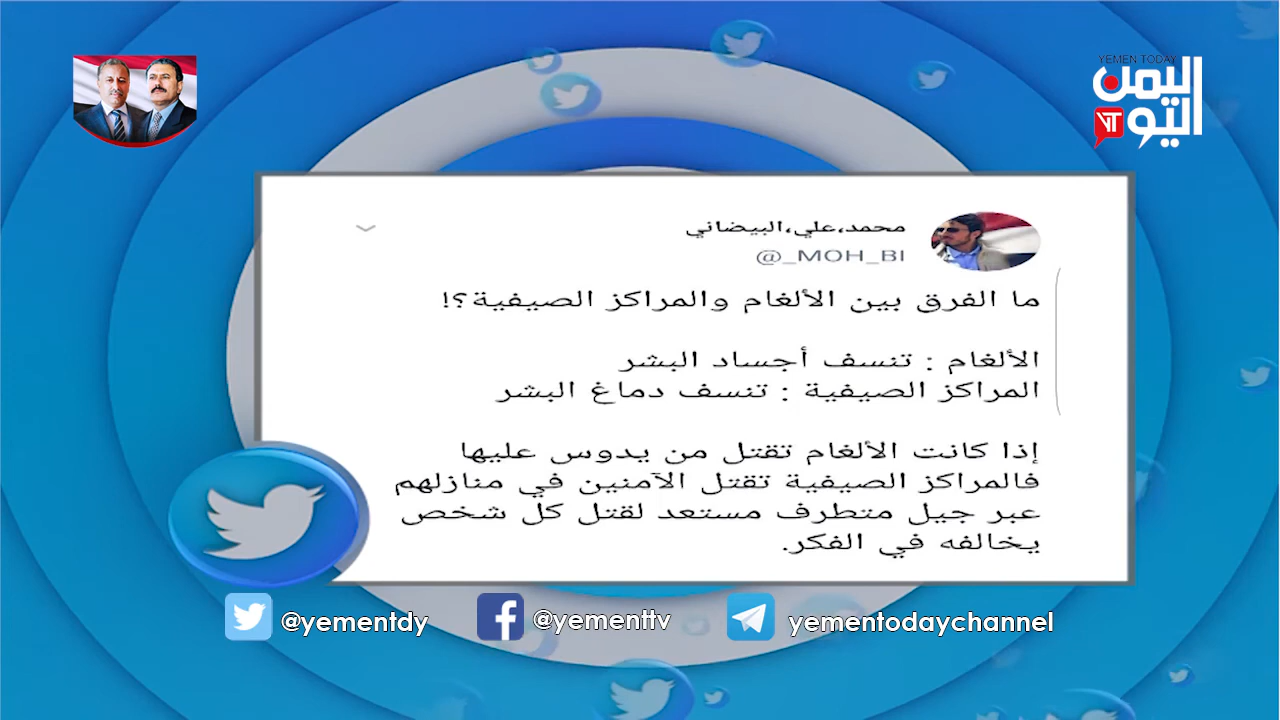 YEMEN TODAY
اليمن
اليوم
YT
محمد،علي،البيضاني
@_MOH_BI
ما الفرق بين الألغام والمراكز الصيفية؟!
الألغام : تنسف أجساد البشر
المراكز الصيفية : تنسف دماغ البشر
إذا كانت الألغام تقتل من يدوس عليها
فالمراكز الصيفية تقتل الآمنين في منازلهم
عبر جيل متطرف مستعد لقتل كل شخص
يخالفه في الفكر.
@yementdy
@yementtv
yementodaychannel